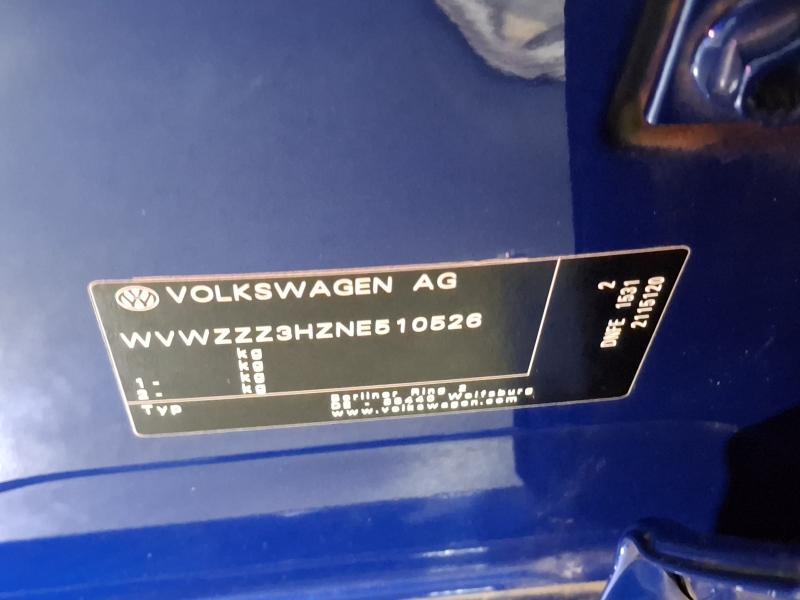 VOLKSWAGEN AG
WVWZZZ3HZNE510526
kg
kg
1 - kg
2 - kg
Typ
Berliner Ring 2
DE - 38440 Wolfsburg
www.volkswagen.com
2
DNFE 1531
2115120